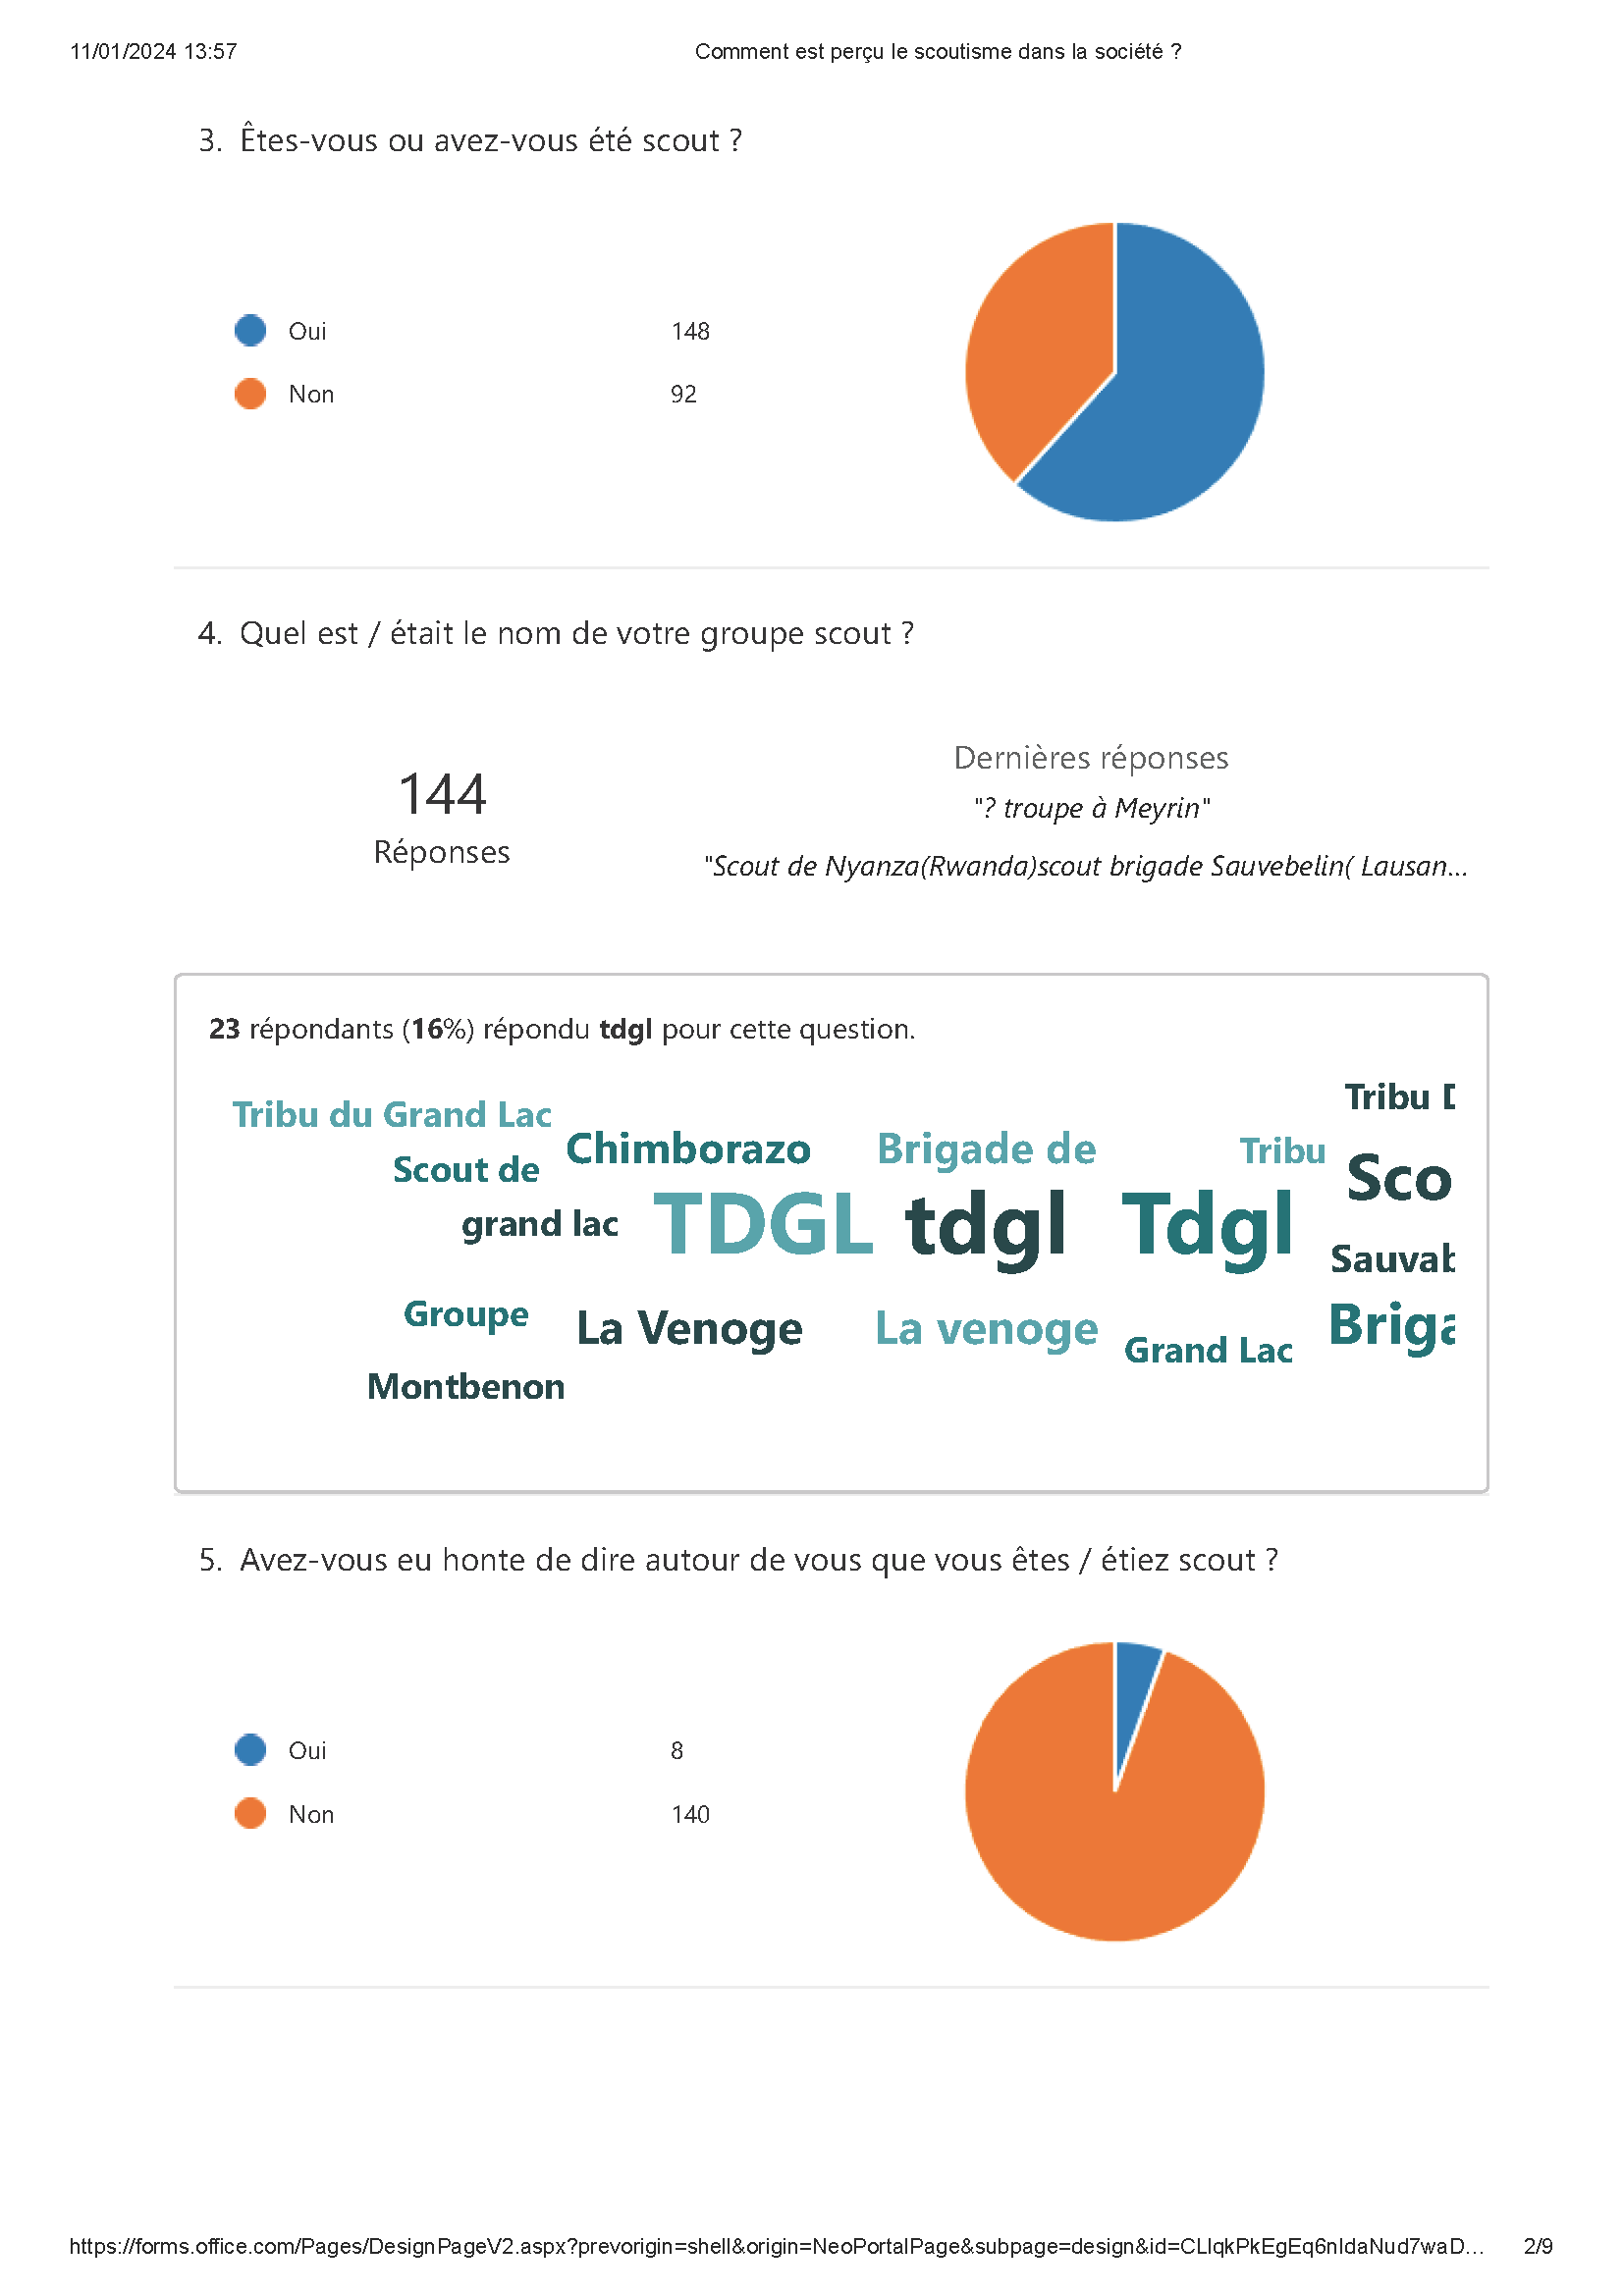 11/01/2024 13:57
Comment est perçu le scoutisme dans la société ?
3. Êtes-vous ou avez-vous été scout ?
Oui 148
Non 92
4. Quel est / était le nom de votre groupe scout ?
144
Réponses
Dernières réponses
"? troupe à Meyrin"
"Scout de Nyanza(Rwanda)scout brigade Sauvebelin( Lausan...
23 répondants (16%) répondu tdgl pour cette question.
Tribu du Grand Lac
Scout de
Chimborazo
Brigade de
Tribu
Tribu D
Sco
grand lac
TDGL
tdgl
Tdgl
Sauvab
Groupe
La Venoge
La venoge
Grand Lac
Briga
Montbenon
5. Avez-vous eu honte de dire autour de vous que vous êtes / étiez scout ?
Oui 8
Non 140
https://forms.office.com/Pages/DesignPageV2.aspx?prevorigin=shell&origin=NeoPortalPage&subpage=design&id=CLIqkPkEgEq6nIdaNud7waD...
2/9